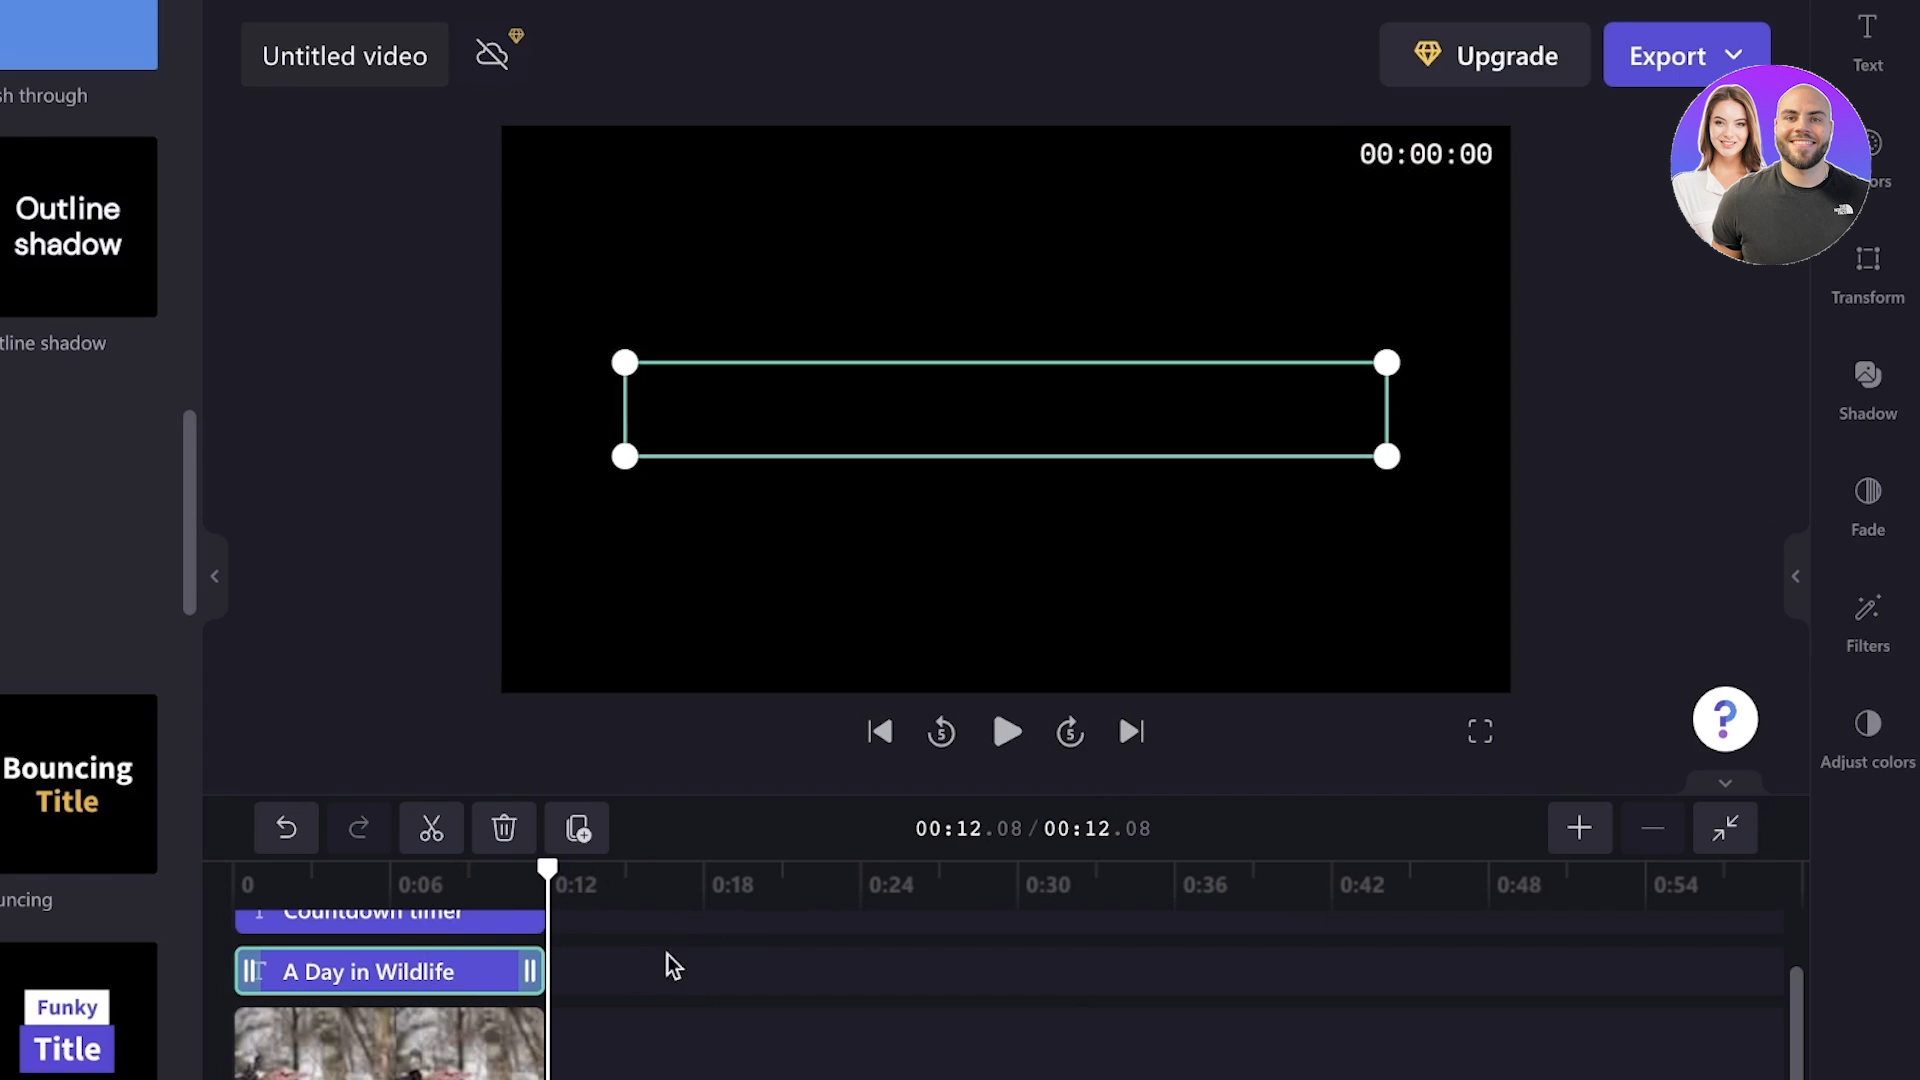 Untitled video
Upgrade
Export
Text
sh through
00:00:00
ors
Outline
shadow
Transform
tline shadow
Shadow
Fade
Filters
Bouncing
Title
Adjust colors
5
5
?
00:12.08/00:12.08
0
0:06
0:12
0:18
0:24
0:30
0:36
0:42
0:48
0:54
uncing
Countdown timer
T A Day in Wildlife
Funky
Title